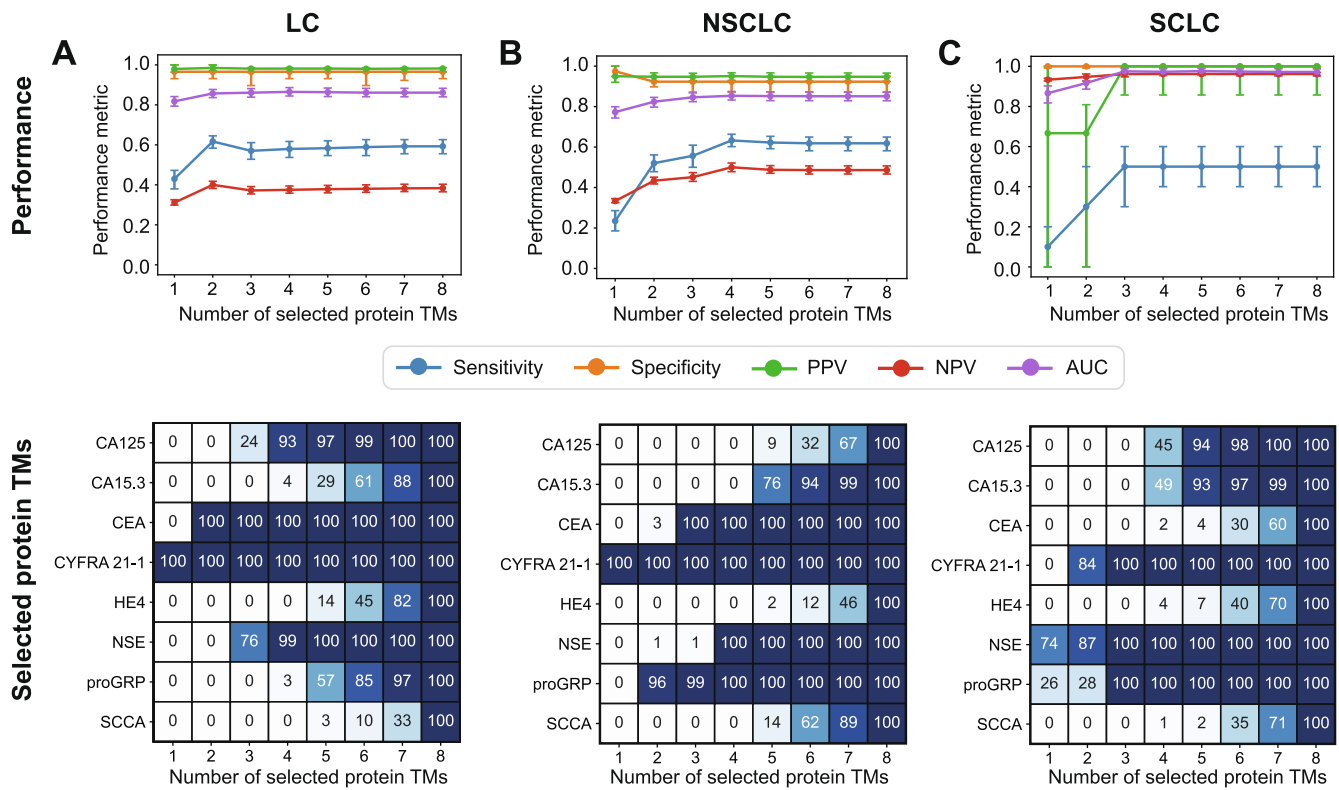 LC
NSCLC
SCLC
A
B
C
Performance
Performance metric
1.0
0.8
0.6
0.4
0.2
0.0
1 2 3 4 5 6 7 8
Number of selected protein TMs
Performance metric
1.0
0.8
0.6
0.4
0.2
0.0
1 2 3 4 5 6 7 8
Number of selected protein TMs
Performance metric
1.0
0.8
0.6
0.4
0.2
0.0
1 2 3 4 5 6 7 8
Number of selected protein TMs
Sensitivity Specificity PPV NPV AUC
Selected protein TMs
CA125 0 0 24 93 97 99 100 100
CA15.3 0 0 0 4 29 61 88 100
CEA 0 100 100 100 100 100 100 100
CYFRA 21-1 100 100 100 100 100 100 100 100
HE4 0 0 0 0 14 45 82 100
NSE 0 0 76 99 100 100 100 100
proGRP 0 0 0 3 57 85 97 100
SCCA 0 0 0 0 3 10 33 100
1 2 3 4 5 6 7 8
Number of selected protein TMs
CA125 0 0 0 0 9 32 67 100
CA15.3 0 0 0 0 76 94 99 100
CEA 0 3 100 100 100 100 100 100
CYFRA 21-1 100 100 100 100 100 100 100 100
HE4 0 0 0 0 2 12 46 100
NSE 0 1 1 100 100 100 100 100
proGRP 0 96 99 100 100 100 100 100
SCCA 0 0 0 0 14 62 89 100
1 2 3 4 5 6 7 8
Number of selected protein TMs
CA125 0 0 0 45 94 98 100 100
CA15.3 0 0 0 49 93 97 99 100
CEA 0 0 0 2 4 30 60 100
CYFRA 21-1 0 84 100 100 100 100 100 100
HE4 0 0 0 4 7 40 70 100
NSE 74 87 100 100 100 100 100 100
proGRP 26 28 100 100 100 100 100 100
SCCA 0 0 0 1 2 35 71 100
1 2 3 4 5 6 7 8
Number of selected protein TMs